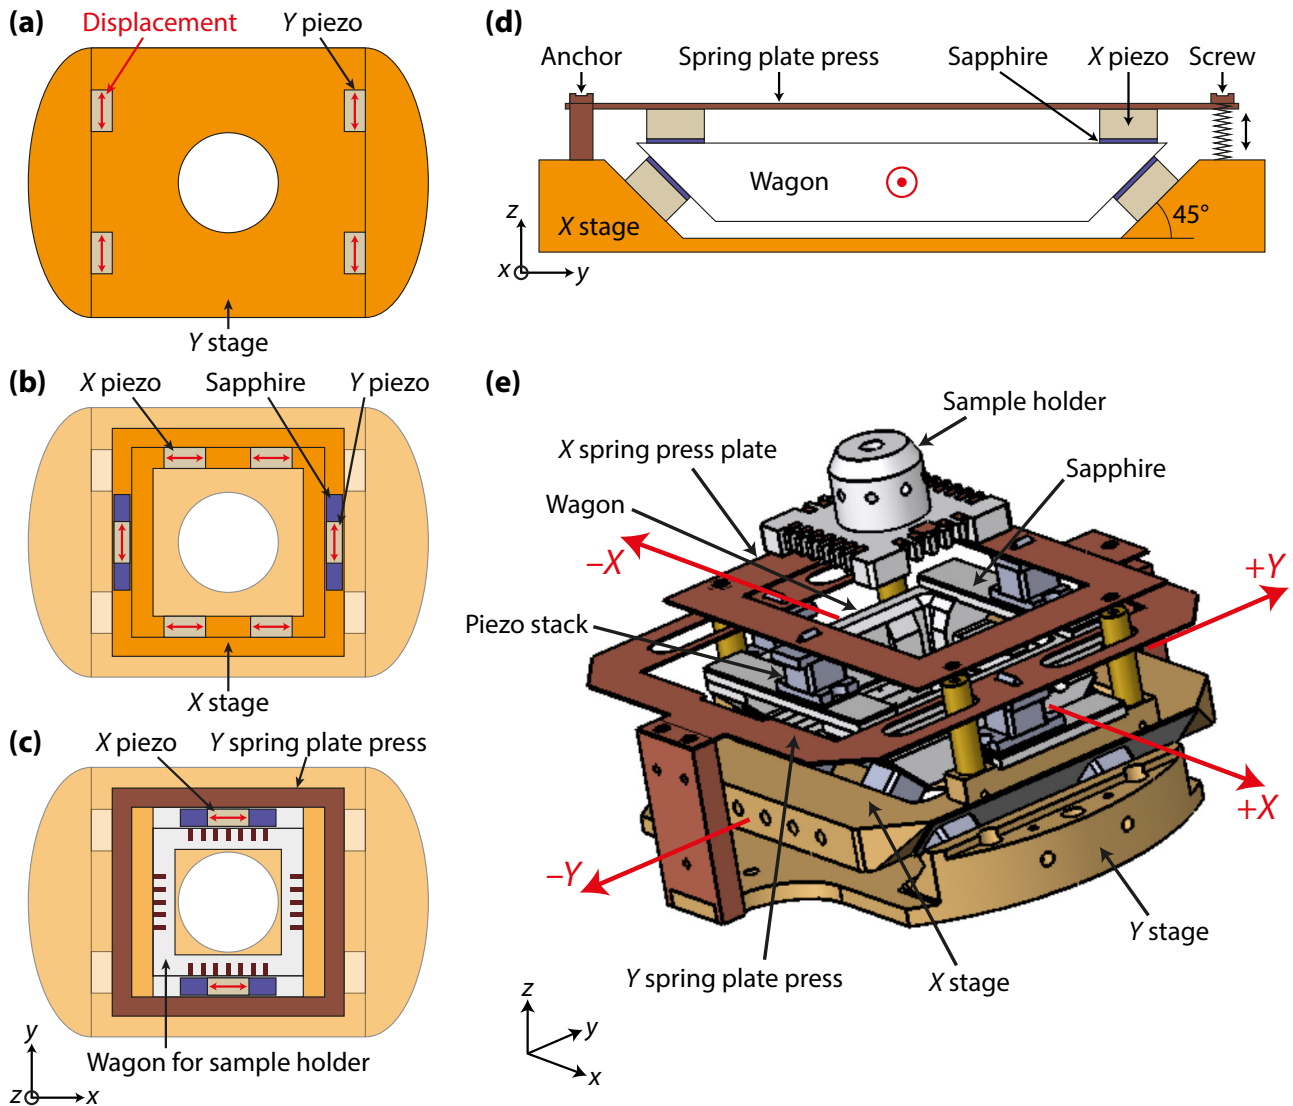 (a)
Displacement
Y piezo
Y stage
(b)
X piezo
Sapphire
Y piezo
X stage
(c)
X piezo
Y spring plate press
Wagon for sample holder
y
z
x
(d)
Anchor
Spring plate press
Sapphire
X piezo
Screw
Wagon
X stage
45°
z
x
y
(e)
Sample holder
X spring press plate
Sapphire
Wagon
–X
+Y
Piezo stack
+X
–Y
Y stage
Y spring plate press
X stage
z
y
x